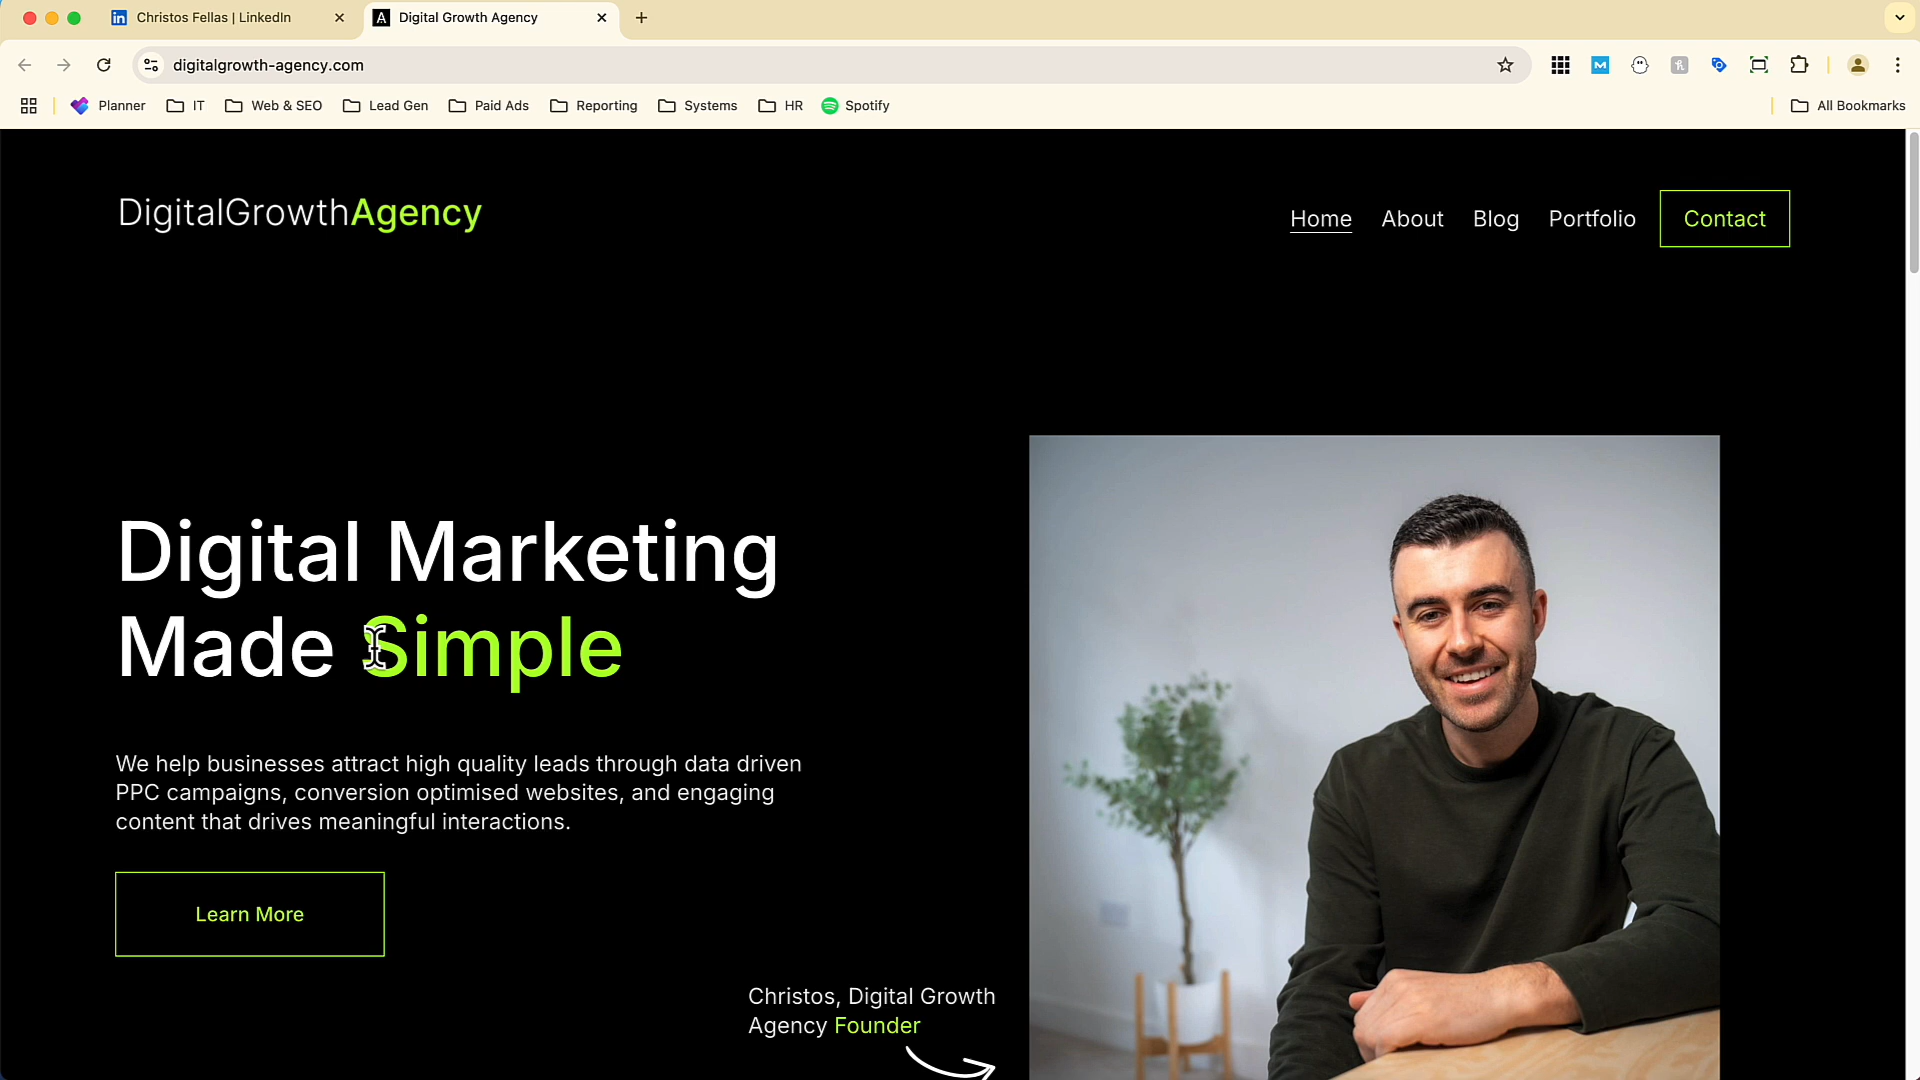 Christos Fellas | LinkedIn
Digital Growth Agency
digitalgrowth-agency.com
Planner IT Web & SEO Lead Gen Paid Ads Reporting Systems HR Spotify All Bookmarks
DigitalGrowthAgency
Home About Blog Portfolio Contact
Digital Marketing
Made Simple
We help businesses attract high quality leads through data driven
PPC campaigns, conversion optimised websites, and engaging
content that drives meaningful interactions.
Learn More
Christos, Digital Growth
Agency Founder